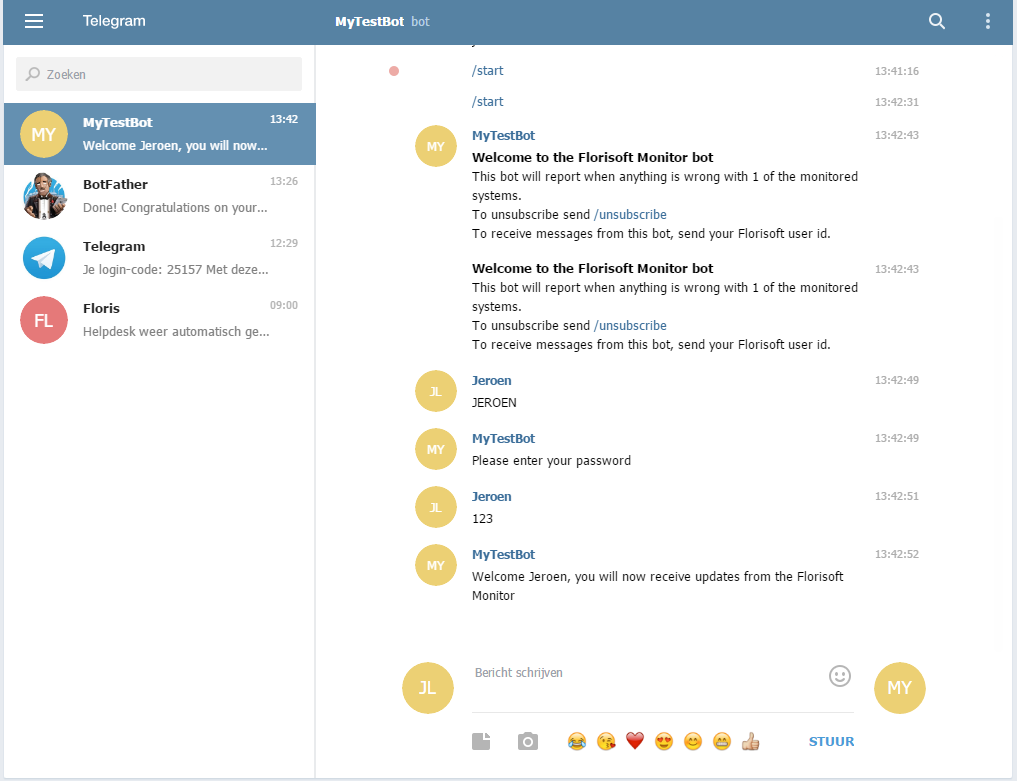 Telegram
MyTestBot bot
Zoeken
MY
MyTestBot 13:42
Welcome Jeroen, you will now...
BotFather 13:26
Done! Congratulations on your...
Telegram 12:29
Je login-code: 25157 Met deze...
FL
Floris 09:00
Helpdesk weer automatisch ge...
/start 13:41:16
/start 13:42:31
MY
MyTestBot 13:42:43
Welcome to the Florisoft Monitor bot
This bot will report when anything is wrong with 1 of the monitored
systems.
To unsubscribe send /unsubscribe
To receive messages from this bot, send your Florisoft user id.
Welcome to the Florisoft Monitor bot 13:42:43
This bot will report when anything is wrong with 1 of the monitored
systems.
To unsubscribe send /unsubscribe
To receive messages from this bot, send your Florisoft user id.
JL
Jeroen 13:42:49
JEROEN
MY
MyTestBot 13:42:49
Please enter your password
JL
Jeroen 13:42:51
123
MY
MyTestBot 13:42:52
Welcome Jeroen, you will now receive updates from the Florisoft
Monitor
JL
Bericht schrijven
MY
STUUR